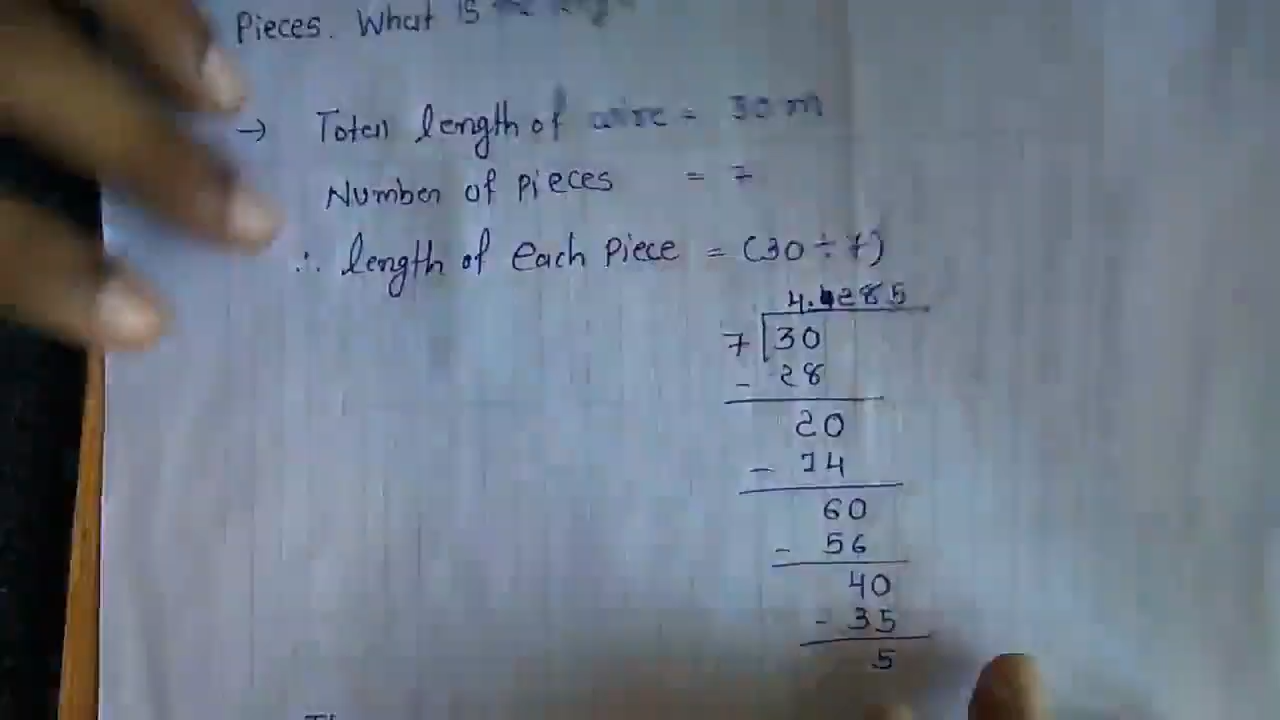 Pieces. What is
→ Total length of wire = 30 m
Number of pieces = 7
∴ length of each piece = (30 ÷ 7)
4.4285
7 30
- 28
20
- 14
60
- 56
40
- 35
5